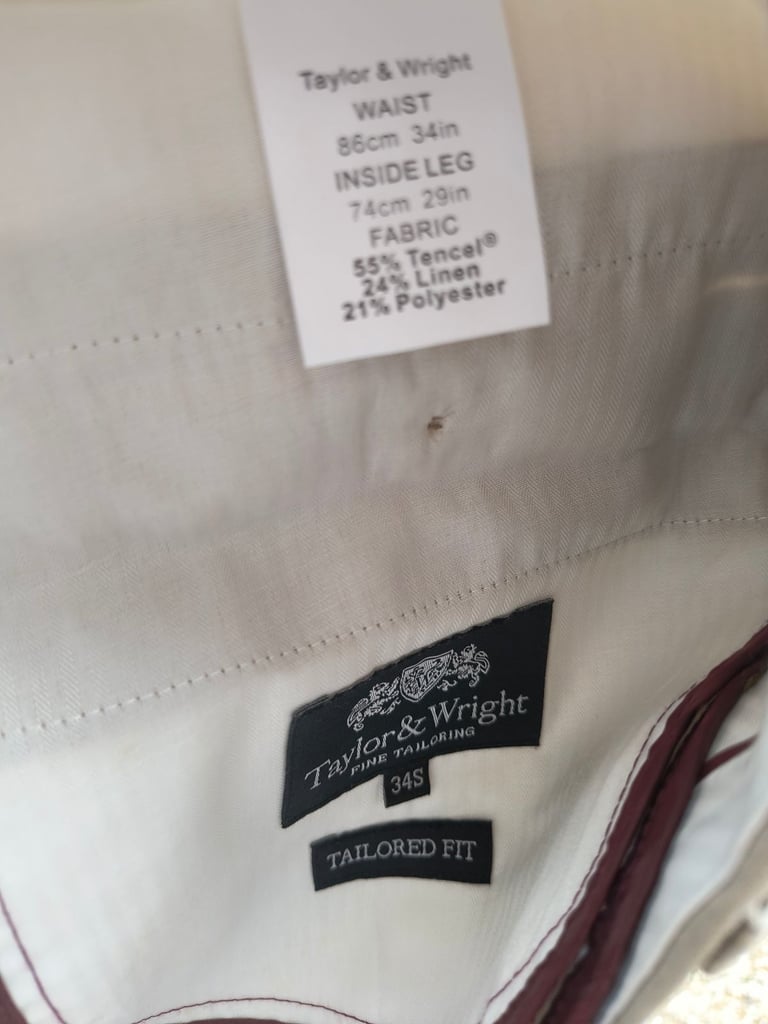 Taylor & Wright
WAIST
86cm 34in
INSIDE LEG
74cm 29in
FABRIC
55% Tencel®
24% Linen
21% Polyester
Taylor & Wright
FINE TAILORING
34S
TAILORED FIT